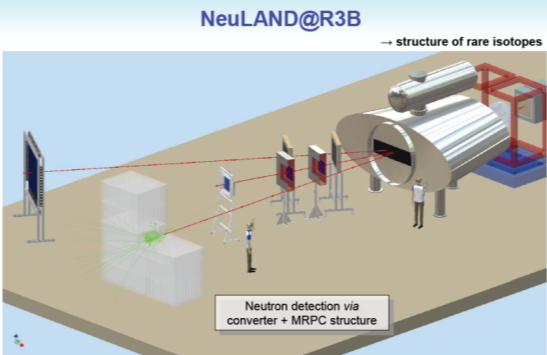 NeuLAND@R3B
→ structure of rare isotopes
Neutron detection via
converter + MRPC structure